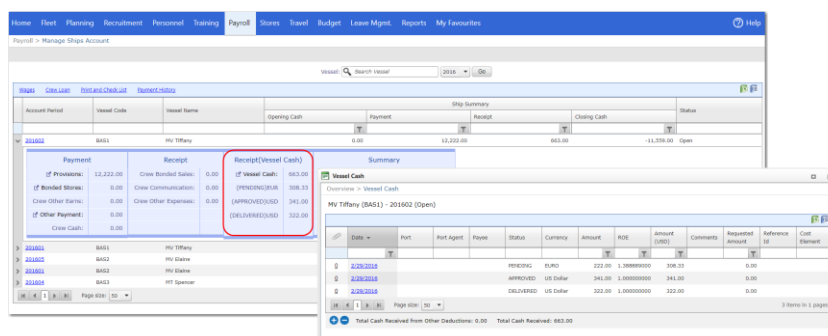 Home Fleet Planning Recruitment Personnel Training Payroll Stores Travel Budget Leave Mgmt. Reports My Favourites Help
Payroll > Manage Ships Account
Vessel: Search Vessel 2016 Go
Wages Crew Loan Print and Check List Payment History
Ship Summary
Account Period Vessel Code Vessel Name Status
Opening Cash Payment Receipt Closing Cash
201602 BAS1 MV Tiffany 0.00 12,222.00 663.00 -11,559.00 Open
Payment Receipt Receipt(Vessel Cash) Summary
Provisions: 12,222.00 Crew Bonded Sales: 0.00 Vessel Cash: 663.00
Bonded Stores: 0.00 Crew Communication: 0.00 (PENDING)EUR 308.33
Crew Other Earns: 0.00 Crew Other Expenses: 0.00 (APPROVED)USD 341.00
Other Payment: 0.00 (DELIVERED)USD 322.00
Crew Cash: 0.00
201601 BAS1 MV Tiffany
201605 BAS2 MV Elaine
201601 BAS2 MV Elaine
201604 BAS3 MT Spencer
1 Page size: 50
Vessel Cash
Overview > Vessel Cash
MV Tiffany (BAS1) - 201602 (Open)
Date Port Port Agent Payee Status Currency Amount ROE Amount (USD) Comments Requested Amount Reference Id Cost Element
2/29/2016 PENDING EURO 222.00 1.388880000 308.33 0.00
2/29/2016 APPROVED US Dollar 341.00 1.000000000 341.00 0.00
2/29/2016 DELIVERED US Dollar 322.00 1.000000000 322.00 0.00
1 Page size: 50 3 items in 1 pages
Total Cash Received from Other Deductions: 0.00 Total Cash Received: 663.00